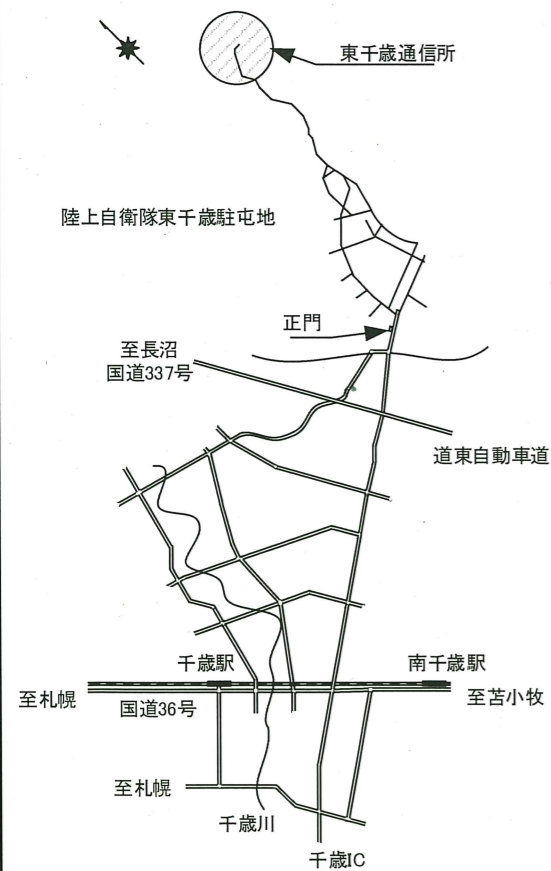 東千歳通信所
陸上自衛隊東千歳駐屯地
正門
至長沼
国道337号
道東自動車道
千歳駅
南千歳駅
至札幌
国道36号
至苫小牧
至札幌
千歳川
千歳IC